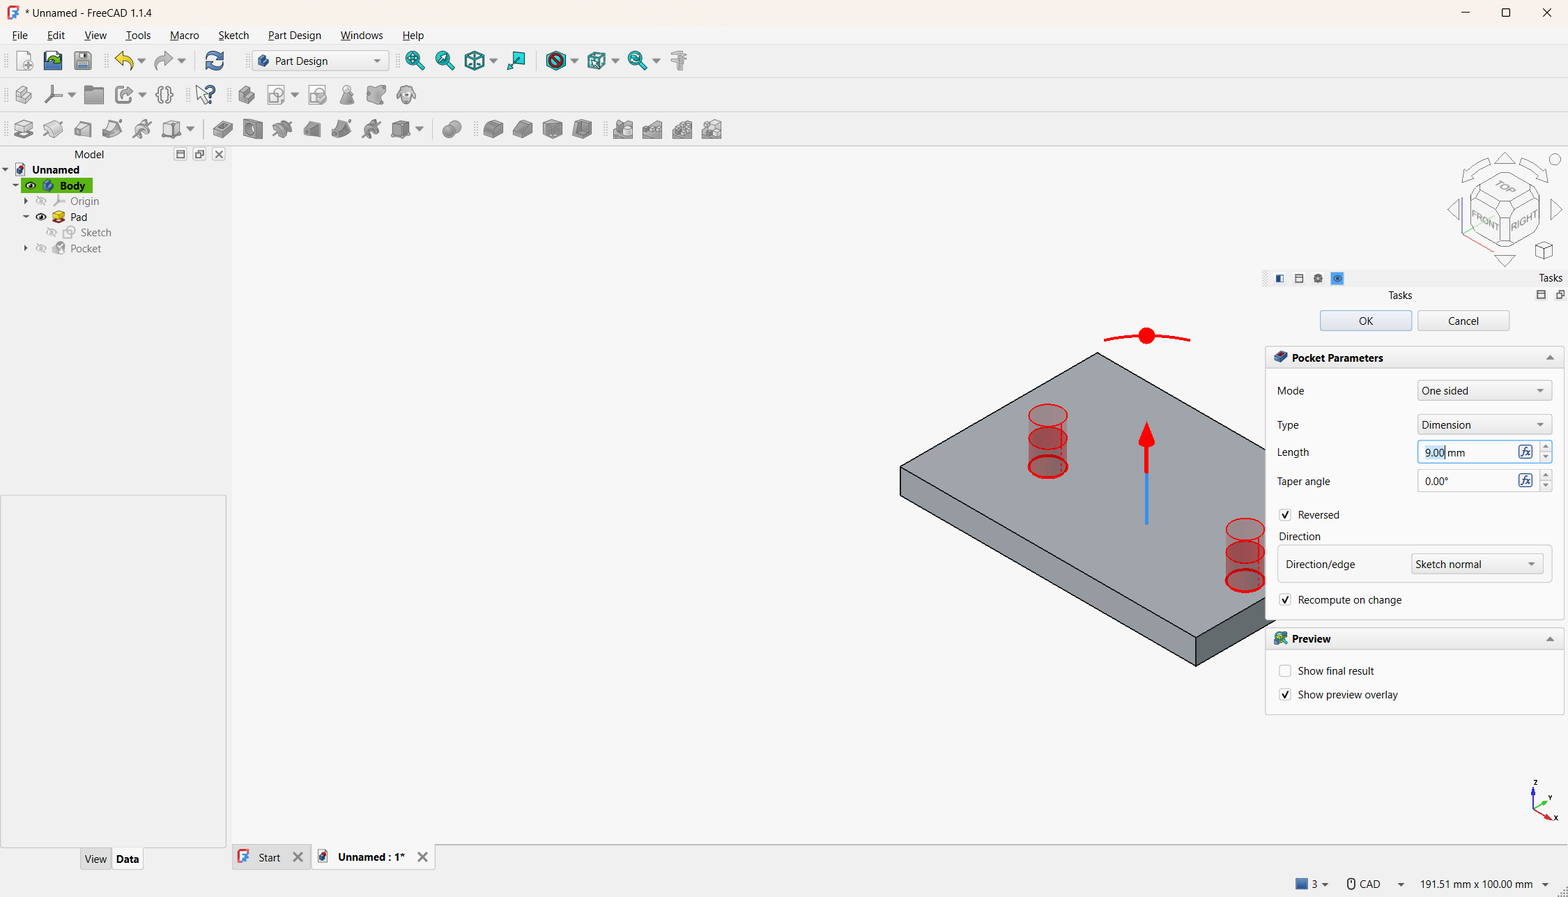 * Unnamed - FreeCAD 1.1.4
File Edit View Tools Macro Sketch Part Design Windows Help
Part Design
Model
Unnamed
Body
Origin
Pad
Sketch
Pocket
TOP
FRONT
RIGHT
Tasks
Tasks
OK Cancel
Pocket Parameters
Mode One sided
Type Dimension
Length 9.00 mm
Taper angle 0.00°
Reversed
Direction
Direction/edge Sketch normal
Recompute on change
Preview
Show final result
Show preview overlay
Z
Y
X
View Data
Start Unnamed : 1*
3 CAD 191.51 mm x 100.00 mm